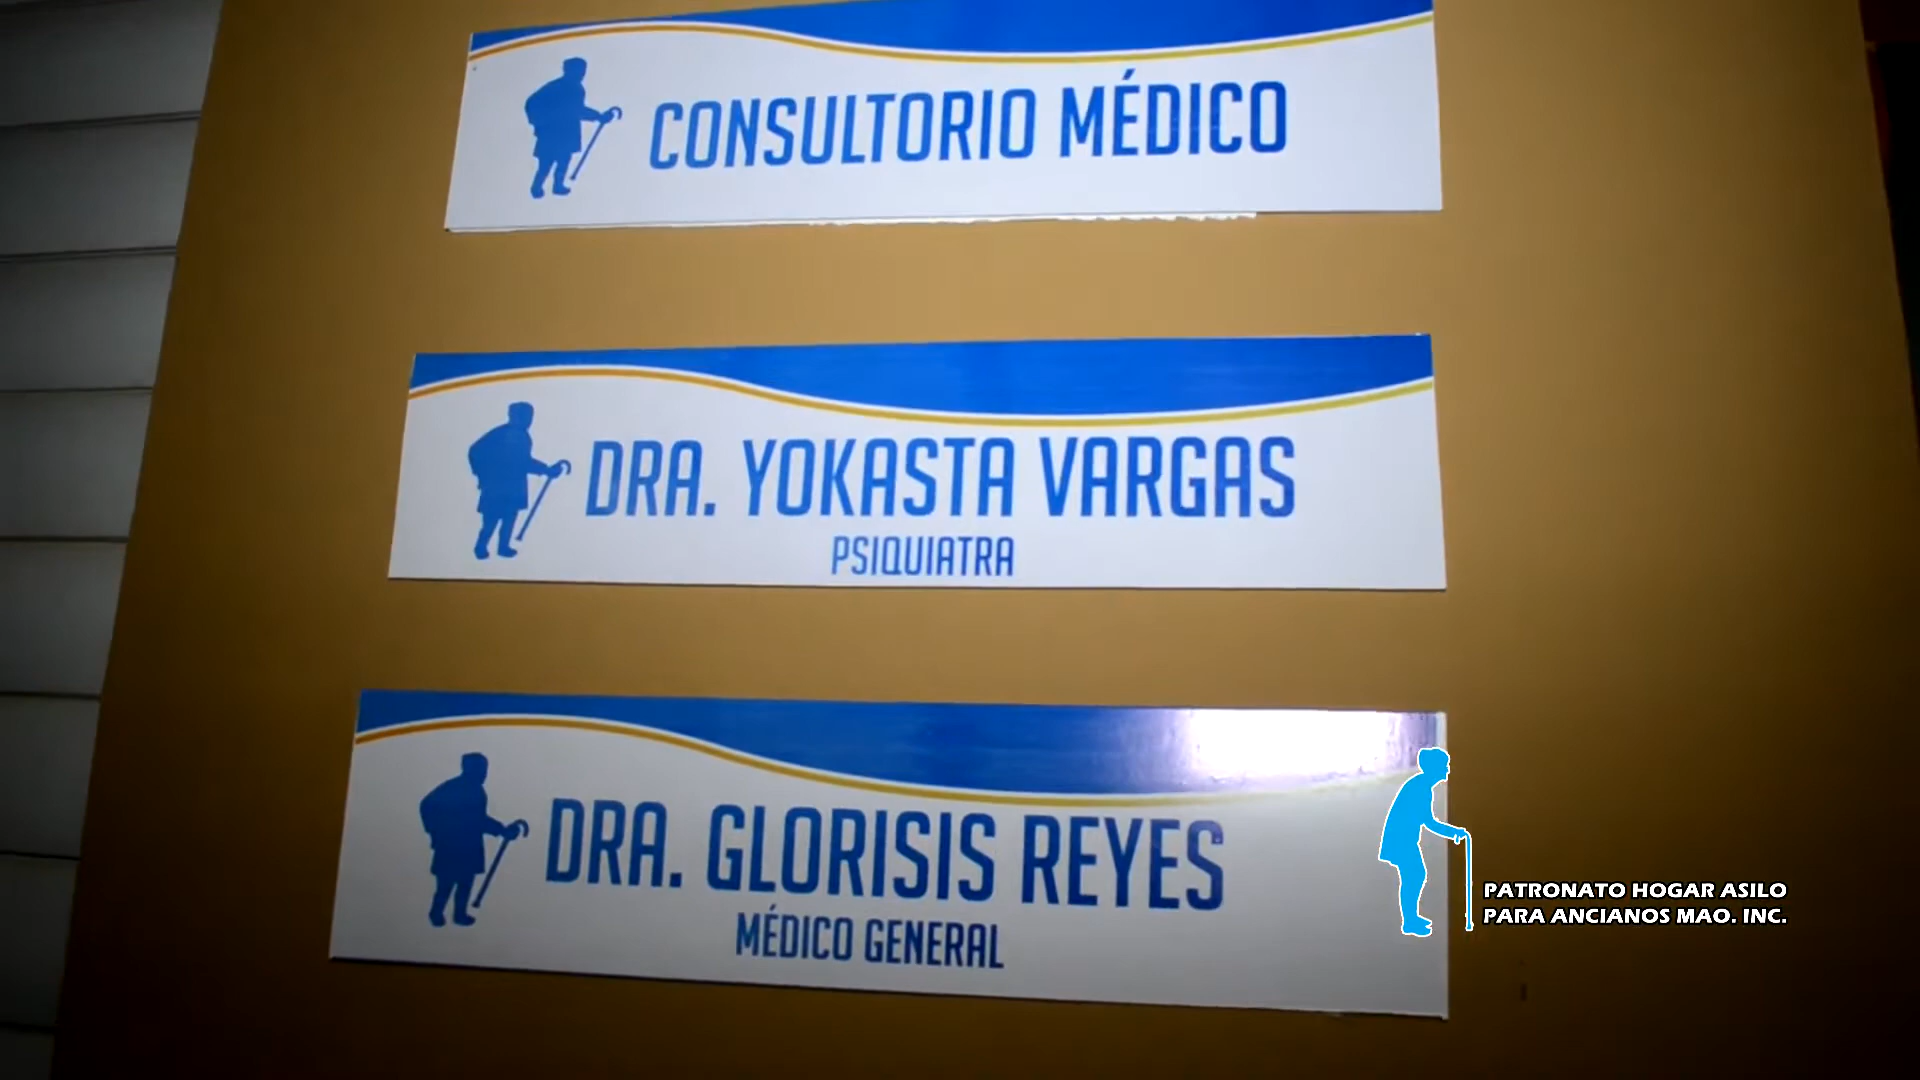 CONSULTORIO MÉDICO
DRA. YOKASTA VARGAS
PSIQUIATRA
DRA. GLORISIS REYES
MÉDICO GENERAL
PATRONATO HOGAR ASILO
PARA ANCIANOS MAO. INC.